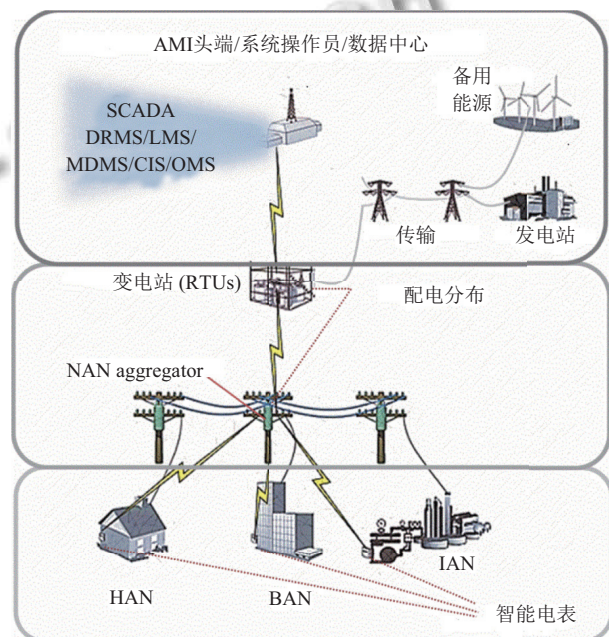 AMI头端/系统操作员/数据中心
备用
能源
SCADA
DRMS/LMS/
MDMS/CIS/OMS
传输
发电站
变电站 (RTUs)
配电分布
NAN aggregator
IAN
HAN
BAN
智能电表